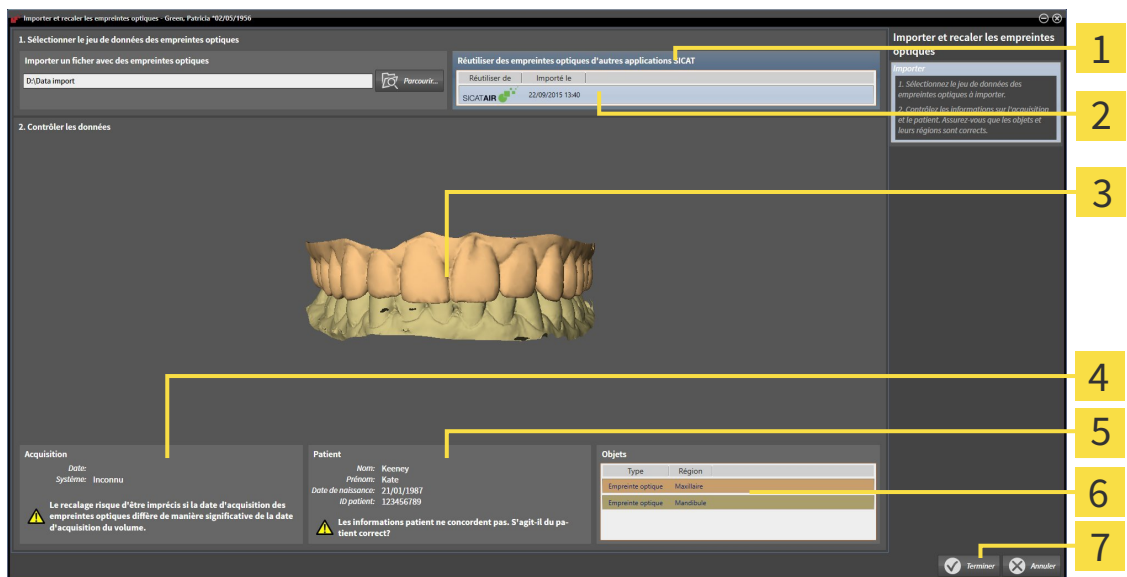 Importer et recaler les empreintes optiques - Green, Patricia *02/05/1956
1. Sélectionner le jeu de données des empreintes optiques
Importer un ficher avec des empreintes optiques
D:\Data import
Parcourir...
Réutiliser des empreintes optiques d'autres applications SICAT
Réutiliser de
Importé le
SICATAIR
22/09/2015 13:40
Importer et recaler les empreintes
optiques
Importer
1. Sélectionnez le jeu de données des
empreintes optiques à importer.
2. Contrôlez les informations sur l'acquisition
et le patient. Assurez-vous que les objets et
leurs régions sont corrects.
1
2
3
4
5
6
7
2. Contrôler les données
Acquisition
Date:
Système: Inconnu
Le recalage risque d'être imprécis si la date d'acquisition des
empreintes optiques diffère de manière significative de la date
d'acquisition du volume.
Patient
Nom: Keeney
Prénom: Kate
Date de naissance: 21/01/1987
ID patient: 123456789
Les informations patient ne concordent pas. S'agit-il du pa-
tient correct?
Objets
Type
Région
Empreinte optique
Maxillaire
Empreinte optique
Mandibule
Terminer
Annuler